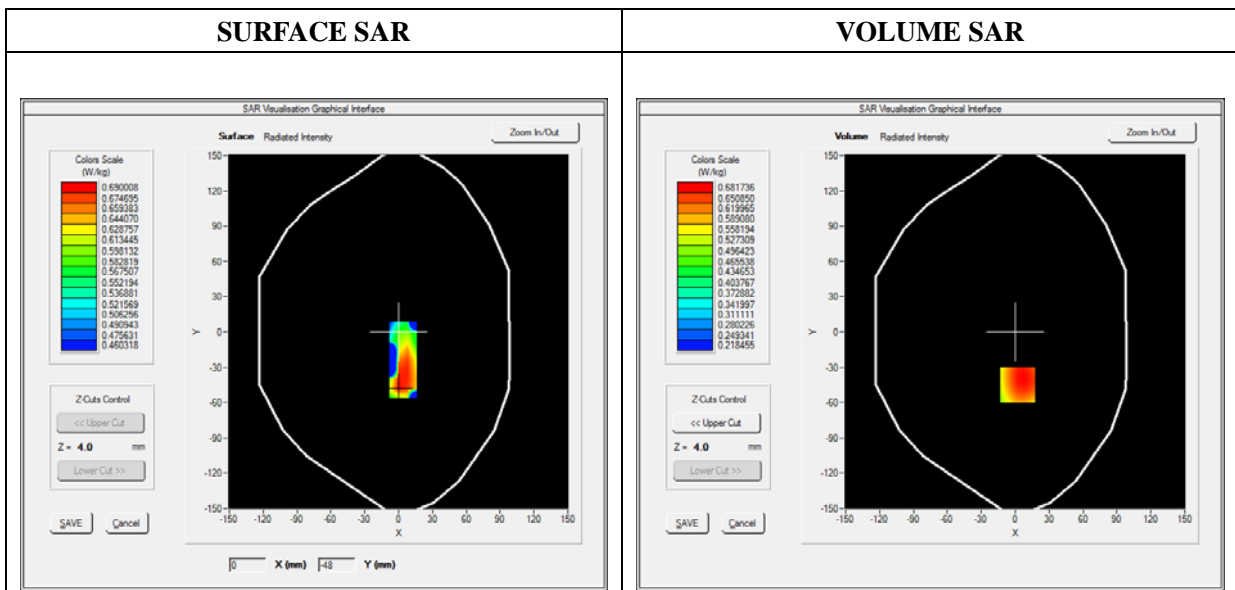 SURFACE SAR
VOLUME SAR
SAR Visualisation Graphical Interface
Surface Radiated Intensity
Zoom In/Out
Colors Scale
(W/kg)
0.690008
0.674695
0.659383
0.644070
0.628757
0.613445
0.598132
0.582819
0.567507
0.552194
0.536881
0.521569
0.506256
0.490943
0.475631
0.460318
Z-Cuts Control
<< Upper Cut
Z = 4.0 mm
Lower Cut >>
SAVE Cancel
Y
150
120
90
60
30
0
-30
-60
-90
-120
-150
-150 -120 -90 -60 -30 0 30 60 90 120 150
X
0 X (mm) -48 Y (mm)
SAR Visualisation Graphical Interface
Volume Radiated Intensity
Zoom In/Out
Colors Scale
(W/kg)
0.681736
0.650850
0.619965
0.589080
0.558194
0.527309
0.496423
0.465538
0.434653
0.403767
0.372882
0.341997
0.311111
0.280226
0.249341
0.218455
Z-Cuts Control
<< Upper Cut
Z = 4.0 mm
Lower Cut >>
SAVE Cancel
Y
150
120
90
60
30
0
-30
-60
-90
-120
-150
-150 -120 -90 -60 -30 0 30 60 90 120 150
X